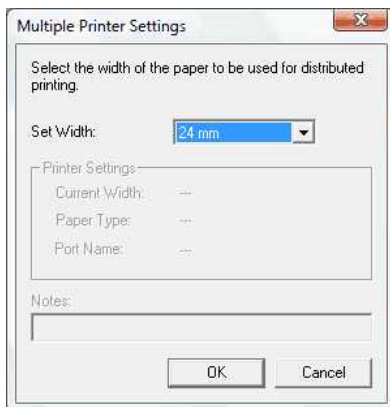 Multiple Printer Settings
Select the width of the paper to be used for distributed
printing.
Set Width: 24 mm
Printer Settings
Current Width: ---
Paper Type: ---
Port Name: ---
Notes:
OK Cancel